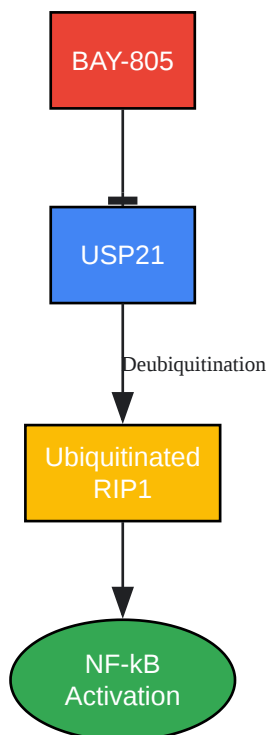 BAY-805
USP21
Deubiquitination
Ubiquitinated
RIP1
NF-kB
Activation